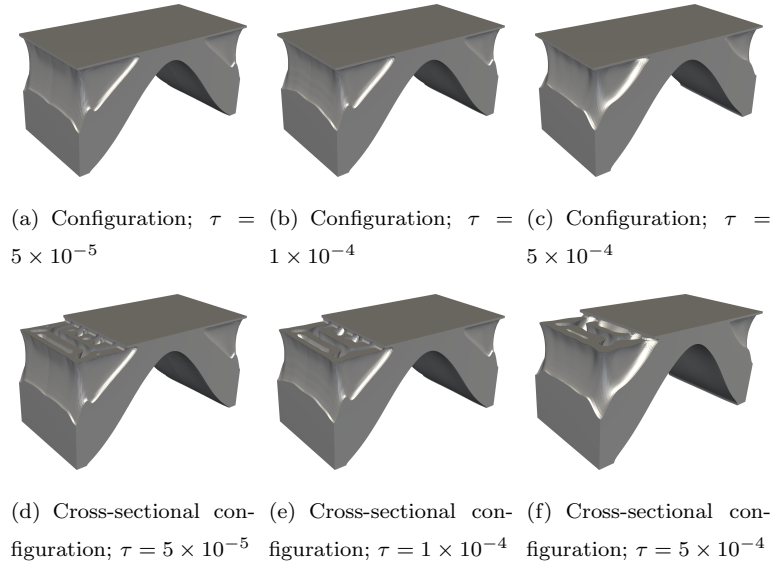 (a) Configuration; τ = (b) Configuration; τ = (c) Configuration; τ =
5 × 10⁻⁵ 1 × 10⁻⁴ 5 × 10⁻⁴
(d) Cross-sectional con- (e) Cross-sectional con- (f) Cross-sectional con-
figuration; τ = 5 × 10⁻⁵ figuration; τ = 1 × 10⁻⁴ figuration; τ = 5 × 10⁻⁴